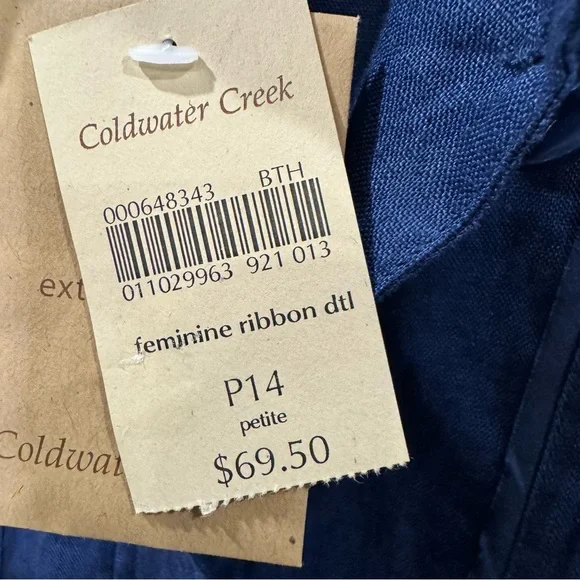 Coldwater Creek
000648343 BTH
011029963 921 013
feminine ribbon dtl
P14
petite
$69.50
ext
Coldwat